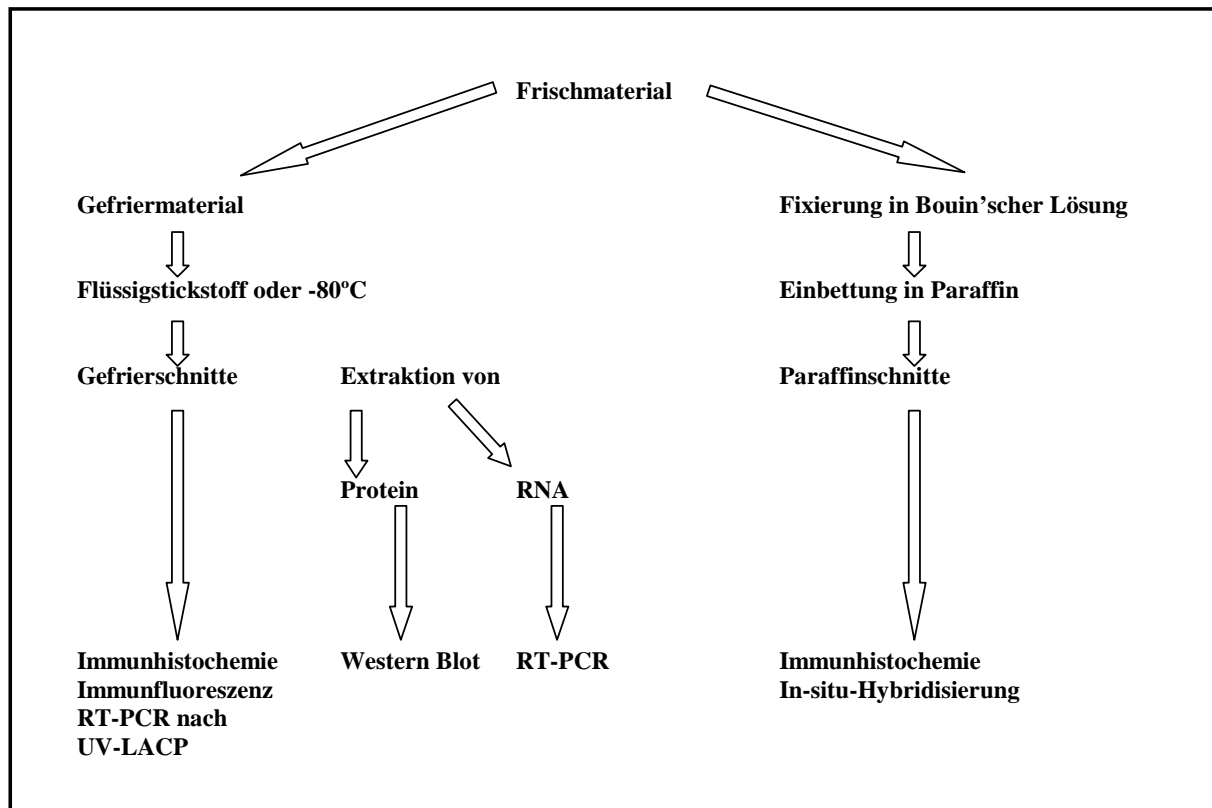 Frischmaterial
Gefriermaterial
Fixierung in Bouin’scher Lösung
Flüssigstickstoff oder -80ºC
Einbettung in Paraffin
Gefrierschnitte
Extraktion von
Paraffinschnitte
Protein
RNA
Immunhistochemie
Immunfluoreszenz
RT-PCR nach
UV-LACP
Western Blot
RT-PCR
Immunhistochemie
In-situ-Hybridisierung